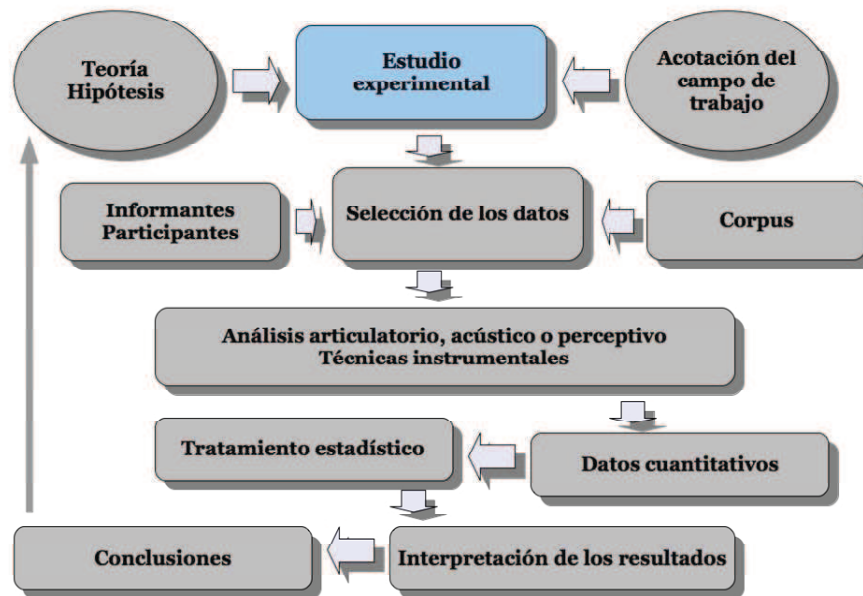 Teoría
Hipótesis
Estudio
experimental
Acotación del
campo de
trabajo
Informantes
Participantes
Selección de los datos
Corpus
Análisis articulatorio, acústico o perceptivo
Técnicas instrumentales
Tratamiento estadístico
Datos cuantitativos
Conclusiones
Interpretación de los resultados